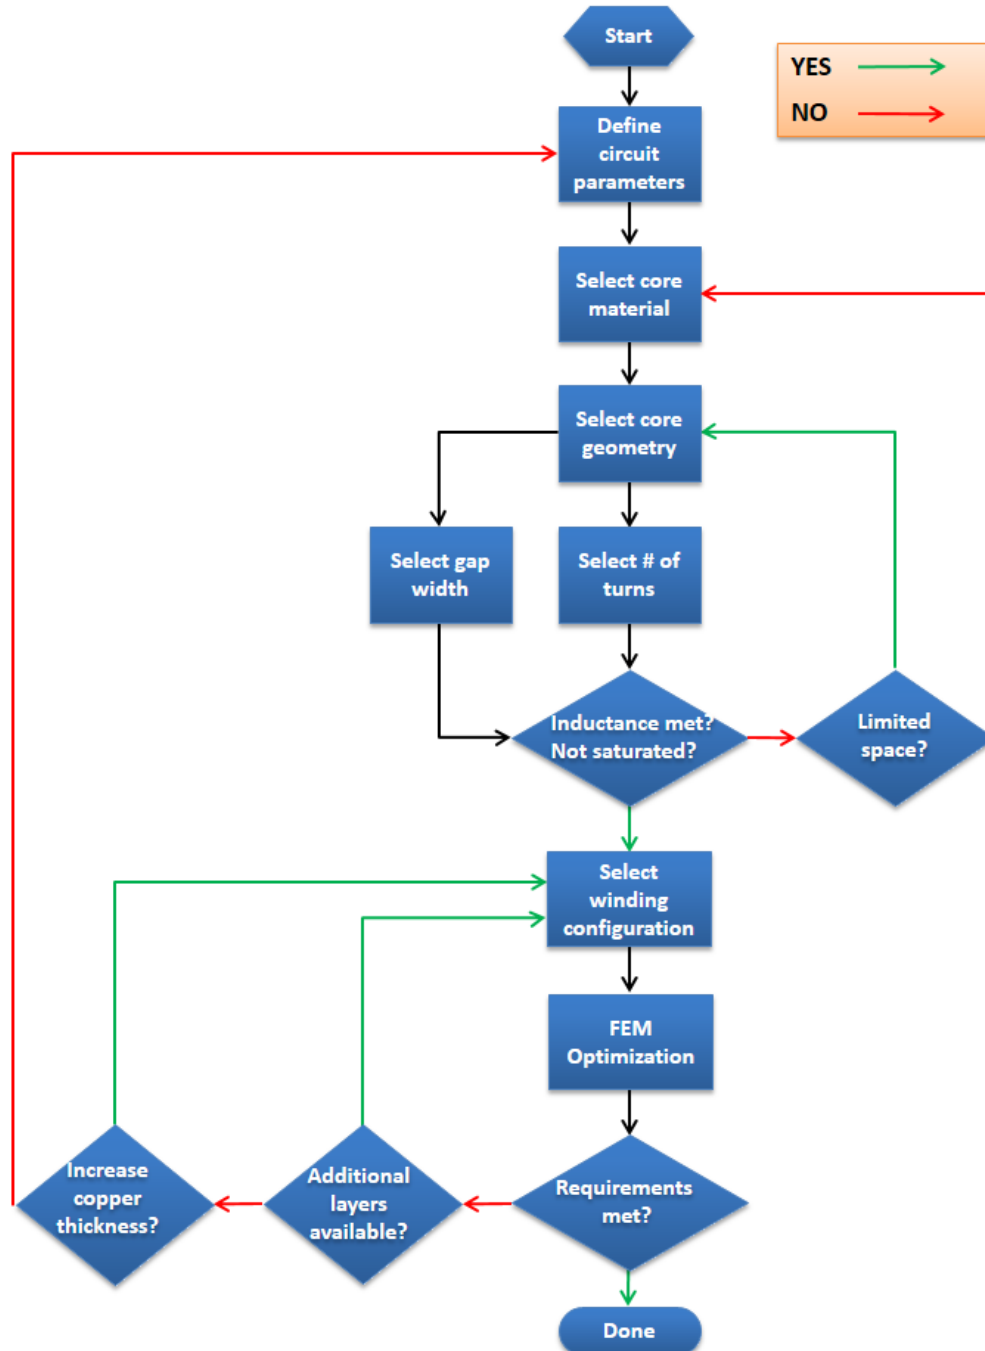 Start
YES
NO
Define
circuit
parameters
Select core
material
Select core
geometry
Select gap
width
Select # of
turns
Inductance met?
Not saturated?
Limited
space?
Select
winding
configuration
FEM
Optimization
Increase
copper
thickness?
Additional
layers
available?
Requirements
met?
Done